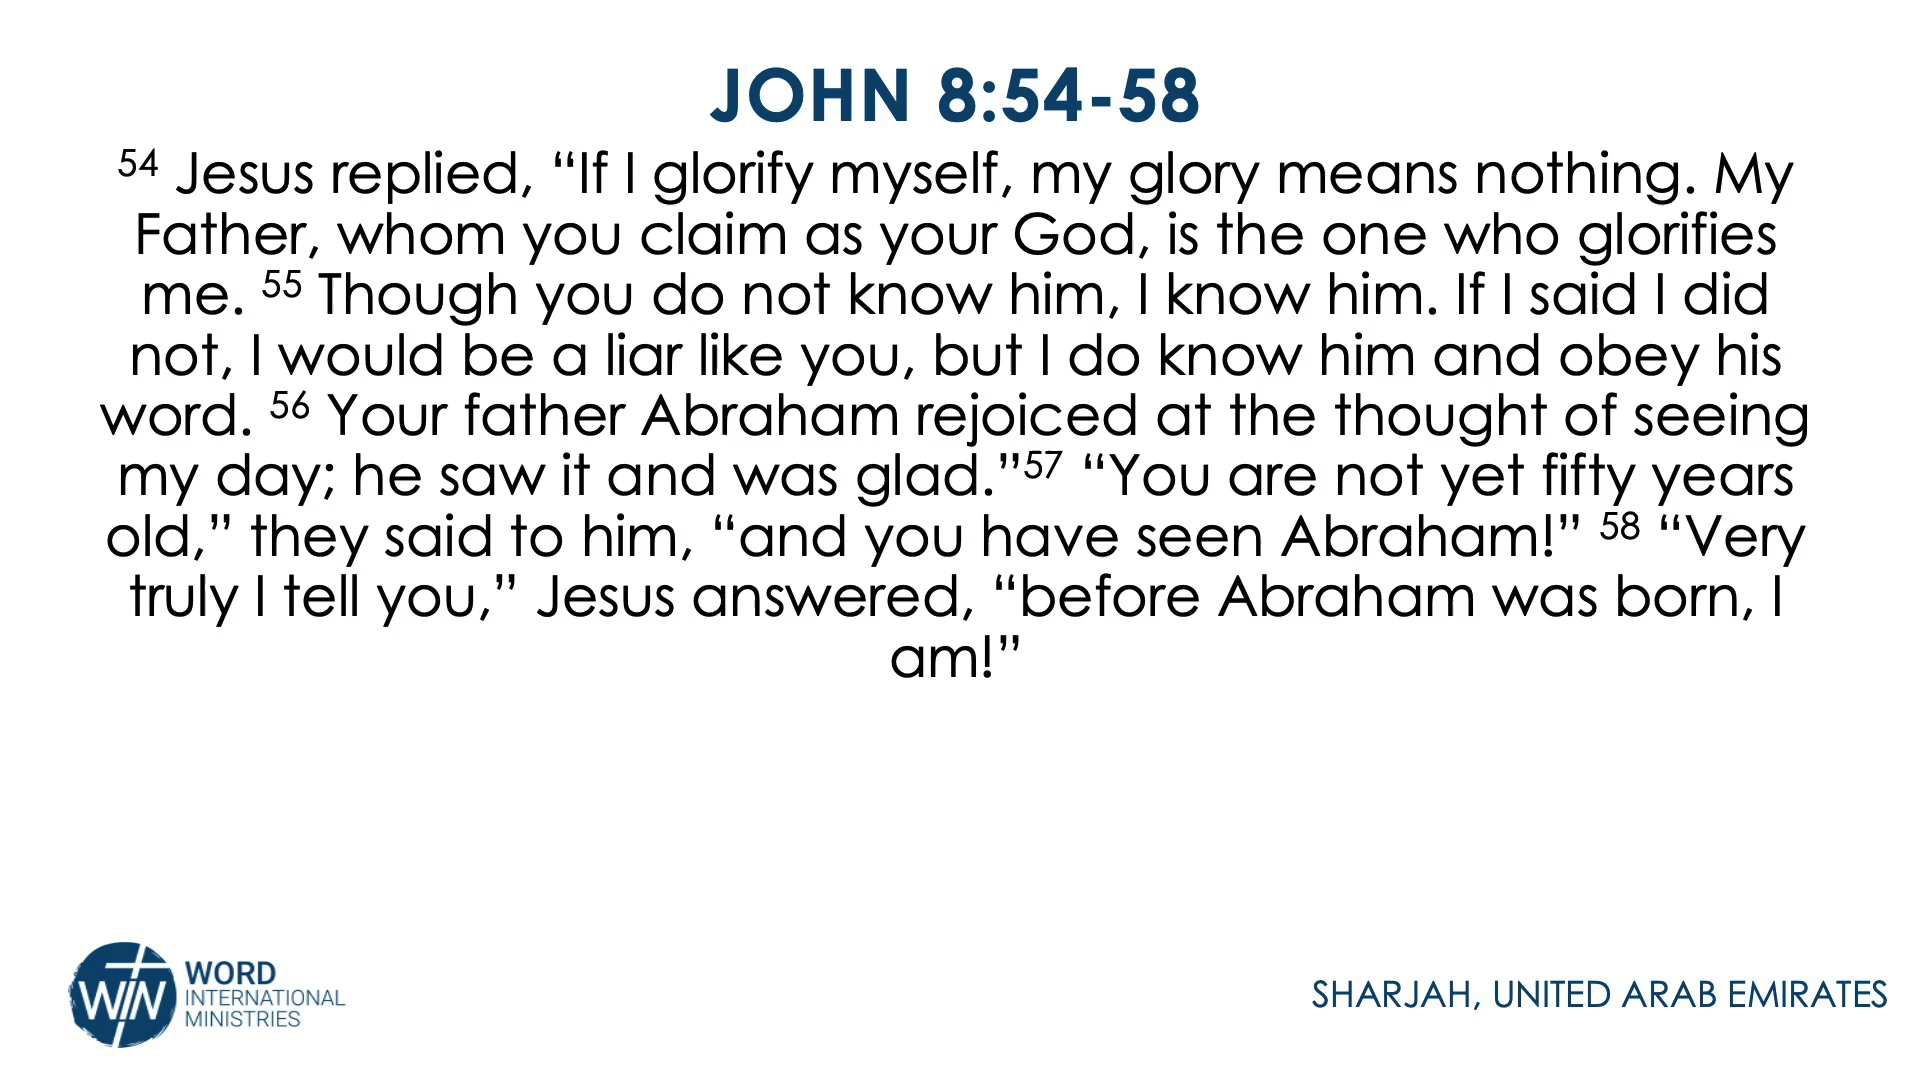 JOHN 8:54-58
54 Jesus replied, “If I glorify myself, my glory means nothing. My
Father, whom you claim as your God, is the one who glorifies
me. 55 Though you do not know him, I know him. If I said I did
not, I would be a liar like you, but I do know him and obey his
word. 56 Your father Abraham rejoiced at the thought of seeing
my day; he saw it and was glad.”57 “You are not yet fifty years
old,” they said to him, “and you have seen Abraham!” 58 “Very
truly I tell you,” Jesus answered, “before Abraham was born, I
am!”
WIN
WORD
INTERNATIONAL
MINISTRIES
SHARJAH, UNITED ARAB EMIRATES